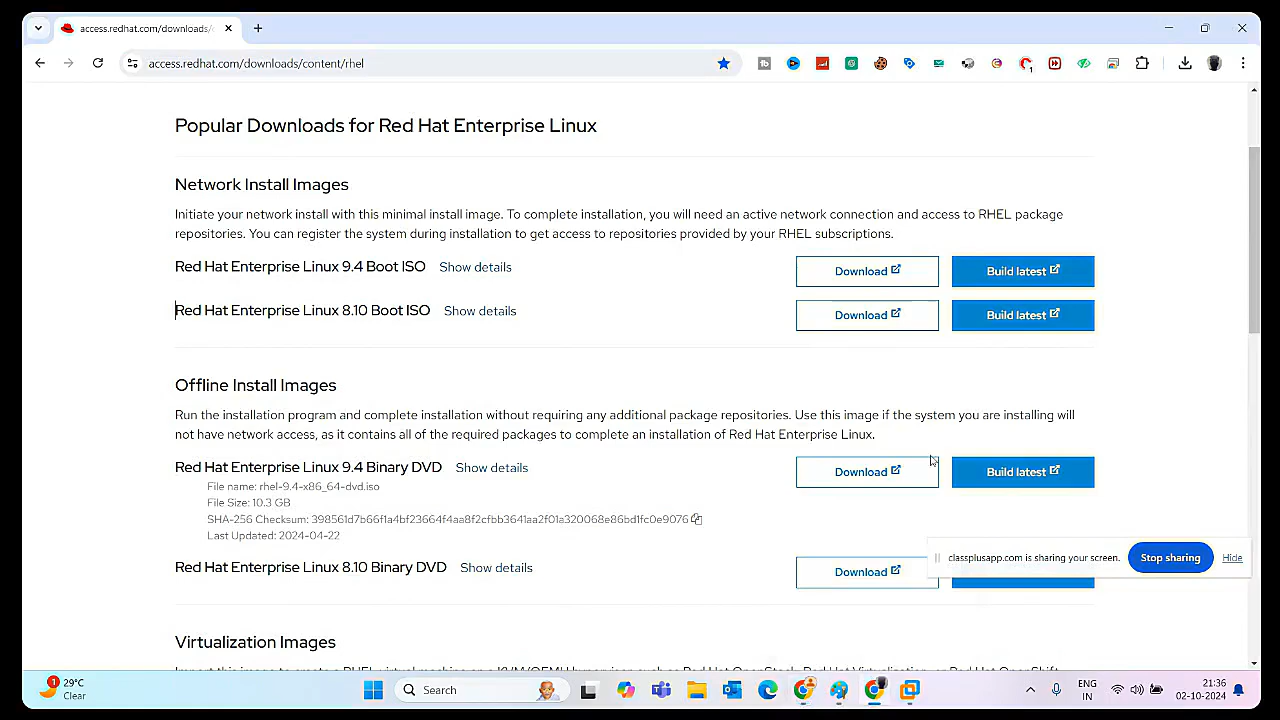 access.redhat.com/downloads/
access.redhat.com/downloads/content/rhel
Popular Downloads for Red Hat Enterprise Linux
Network Install Images
Initiate your network install with this minimal install image. To complete installation, you will need an active network connection and access to RHEL package
repositories. You can register the system during installation to get access to repositories provided by your RHEL subscriptions.
Red Hat Enterprise Linux 9.4 Boot ISO Show details Download Build latest
Red Hat Enterprise Linux 8.10 Boot ISO Show details Download Build latest
Offline Install Images
Run the installation program and complete installation without requiring any additional package repositories. Use this image if the system you are installing will
not have network access, as it contains all of the required packages to complete an installation of Red Hat Enterprise Linux.
Red Hat Enterprise Linux 9.4 Binary DVD Show details Download Build latest
File name: rhel-9.4-x86_64-dvd.iso
File Size: 10.3 GB
SHA-256 Checksum: 398561d7b66f1a4bf23664f4aa8f2cfbb3641aa2f01a320068e86bd1fc0e9076
Last Updated: 2024-04-22
classplusapp.com is sharing your screen. Stop sharing Hide
Red Hat Enterprise Linux 8.10 Binary DVD Show details Download
Virtualization Images
29°C
Clear
Search
ENG
IN
21:36
02-10-2024